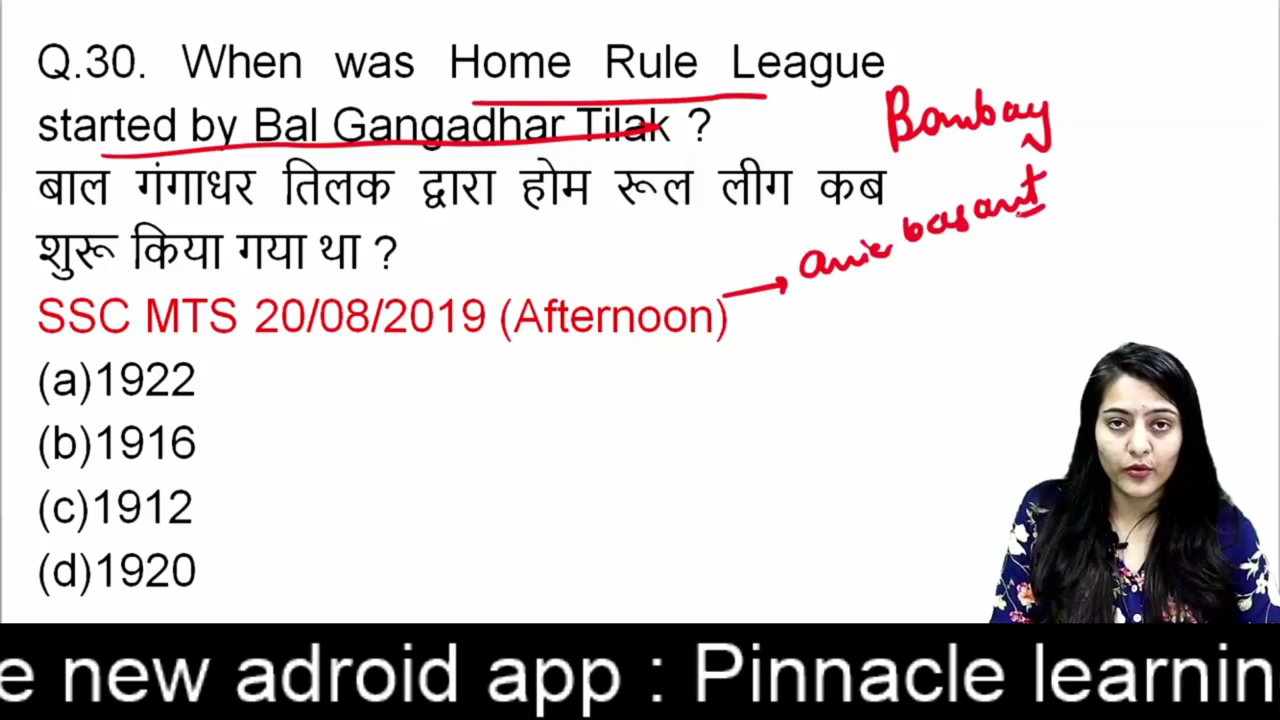 Q.30. When was Home Rule League
started by Bal Gangadhar Tilak ?
Bombay
बाल गंगाधर तिलक द्वारा होम रूल लीग कब
शुरू किया गया था ?
anie basant
SSC MTS 20/08/2019 (Afternoon)
(a)1922
(b)1916
(c)1912
(d)1920
e new adroid app : Pinnacle learnin